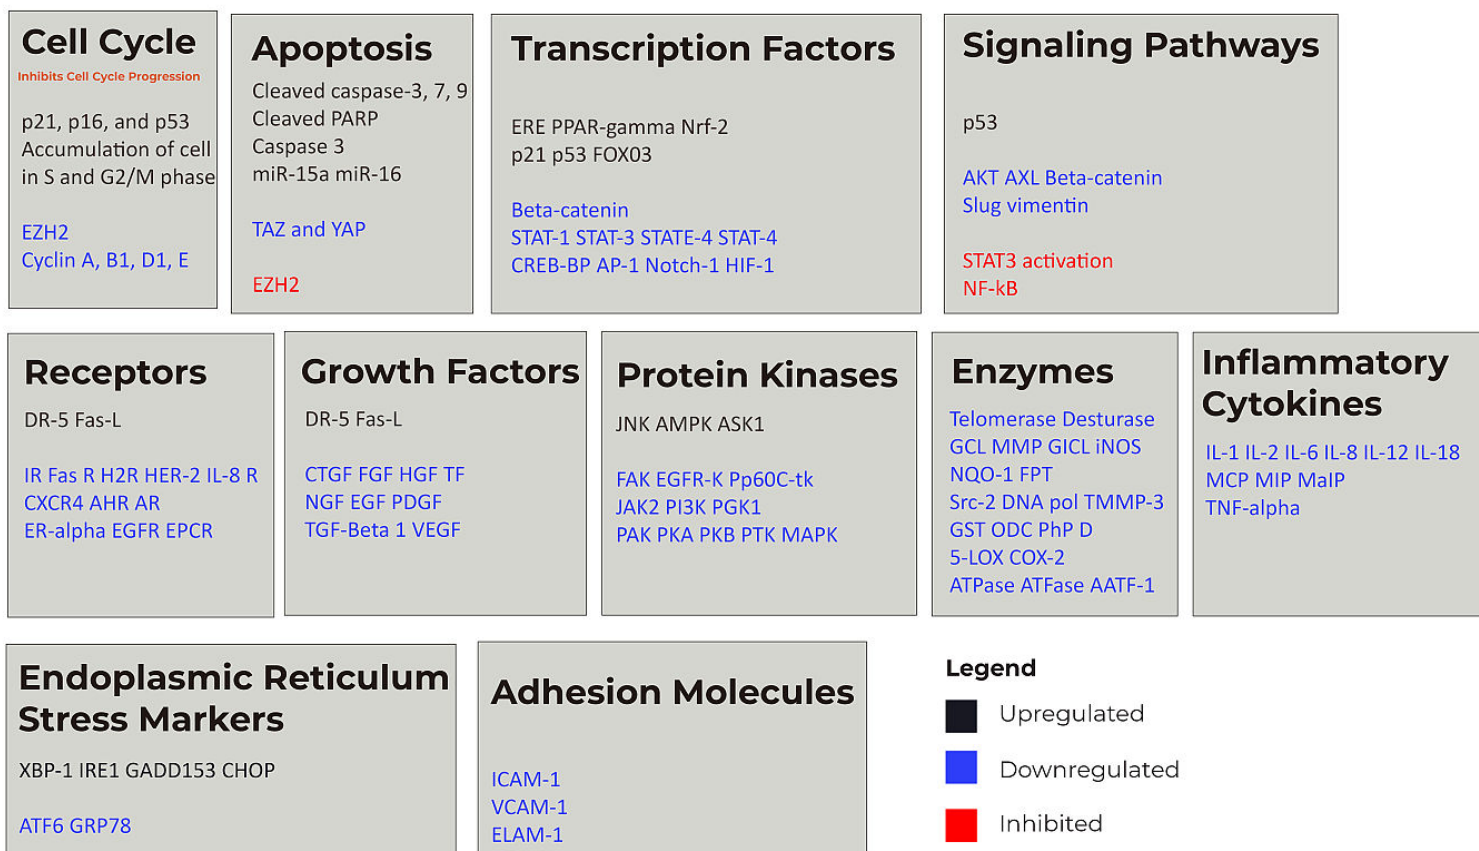 Cell Cycle
Inhibits Cell Cycle Progression
p21, p16, and p53
Accumulation of cell
in S and G2/M phase
EZH2
Cyclin A, B1, D1, E
Apoptosis
Cleaved caspase-3, 7, 9
Cleaved PARP
Caspase 3
miR-15a miR-16
TAZ and YAP
EZH2
Transcription Factors
ERE PPAR-gamma Nrf-2
p21 p53 FOX03
Beta-catenin
STAT-1 STAT-3 STATE-4 STAT-4
CREB-BP AP-1 Notch-1 HIF-1
Signaling Pathways
p53
AKT AXL Beta-catenin
Slug vimentin
STAT3 activation
NF-kB
Receptors
DR-5 Fas-L
IR Fas R H2R HER-2 IL-8 R
CXCR4 AHR AR
ER-alpha EGFR EPCR
Growth Factors
DR-5 Fas-L
CTGF FGF HGF TF
NGF EGF PDGF
TGF-Beta 1 VEGF
Protein Kinases
JNK AMPK ASK1
FAK EGFR-K Pp60C-tk
JAK2 PI3K PGK1
PAK PKA PKB PTK MAPK
Enzymes
Telomerase Desturase
GCL MMP GICL iNOS
NQO-1 FPT
Src-2 DNA pol TMMP-3
GST ODC PhP D
5-LOX COX-2
ATPase ATFase AATF-1
Inflammatory
Cytokines
IL-1 IL-2 IL-6 IL-8 IL-12 IL-18
MCP MIP MaIP
TNF-alpha
Endoplasmic Reticulum
Stress Markers
XBP-1 IRE1 GADD153 CHOP
ATF6 GRP78
Adhesion Molecules
ICAM-1
VCAM-1
ELAM-1
Legend
Upregulated
Downregulated
Inhibited